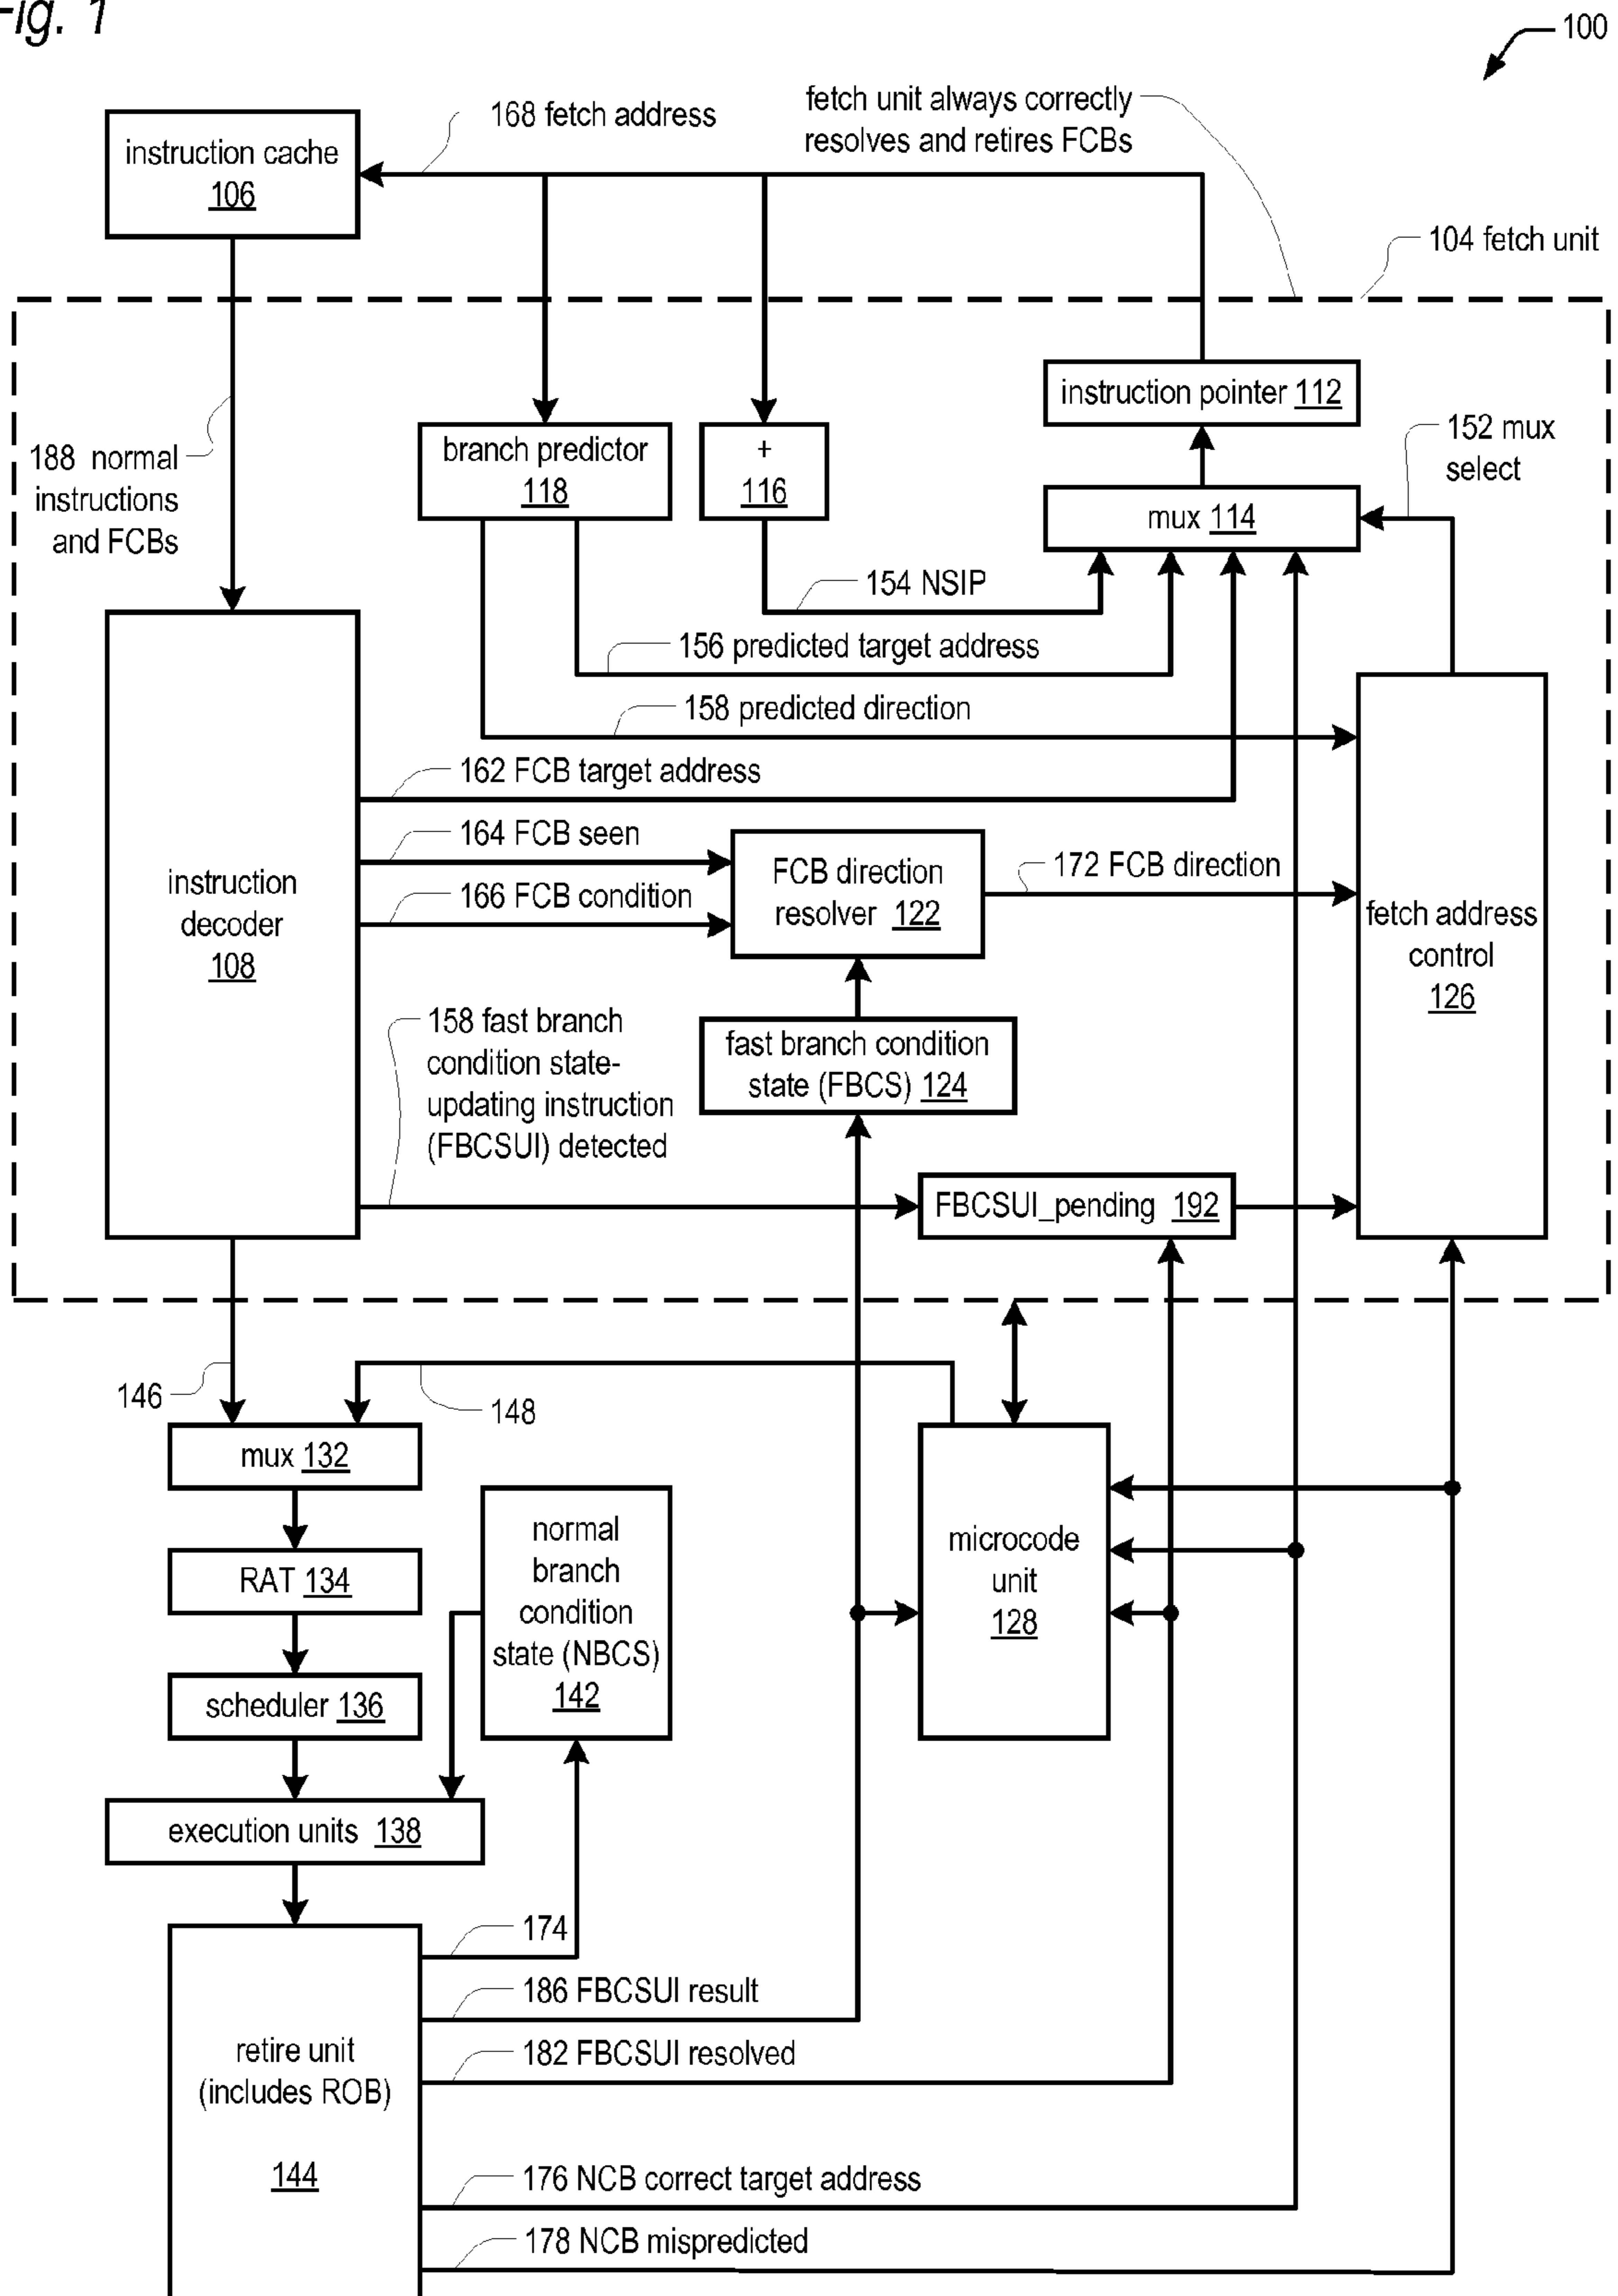 Fig. 1
100
168 fetch address
fetch unit always correctly
resolves and retires FCBs
instruction cache
106
104 fetch unit
188 normal
instructions
and FCBs
branch predictor
118
+
116
instruction pointer 112
152 mux
select
mux 114
154 NSIP
156 predicted target address
158 predicted direction
162 FCB target address
164 FCB seen
166 FCB condition
instruction
decoder
108
FCB direction
resolver 122
172 FCB direction
fetch address
control
126
158 fast branch
condition state-
updating instruction
(FBCSUI) detected
fast branch condition
state (FBCS) 124
FBCSUI_pending 192
146
148
mux 132
RAT 134
scheduler 136
execution units 138
normal
branch
condition
state (NBCS)
142
microcode
unit
128
174
186 FBCSUI result
182 FBCSUI resolved
retire unit
(includes ROB)
144
176 NCB correct target address
178 NCB mispredicted